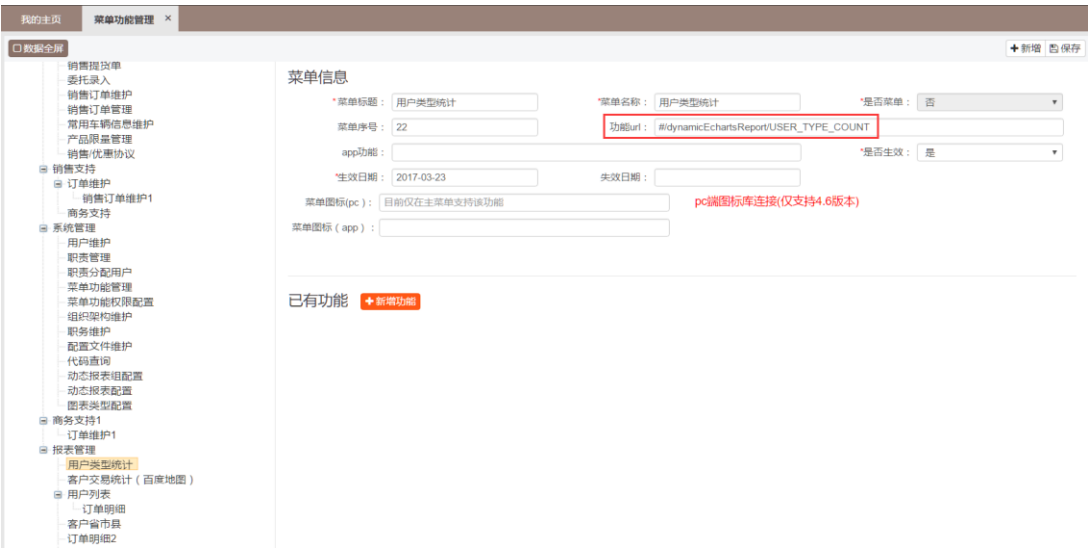 我的主页 菜单功能管理 ×
数据全屏 新增 保存
销售提货单
委托录入
销售订单维护
销售订单管理
常用车辆信息维护
产品限量管理
销售/优惠协议
销售支持
订单维护
销售订单维护1
商务支持
系统管理
用户维护
职责管理
职责分配用户
菜单功能管理
菜单功能权限配置
组织架构维护
职务维护
配置文件维护
代码查询
动态报表组配置
动态报表配置
图表类型配置
商务支持1
订单维护1
报表管理
用户类型统计
客户交易统计（百度地图）
用户列表
订单明细
客户省市县
订单明细2
菜单信息
*菜单标题： 用户类型统计 *菜单名称： 用户类型统计 *是否菜单： 否
菜单序号： 22 功能url： #/dynamicEchartsReport/USER_TYPE_COUNT
app功能： *是否生效： 是
*生效日期： 2017-03-23 失效日期：
菜单图标(pc)： 目前仅在主菜单支持该功能 pc端图标库连接(仅支持4.6版本)
菜单图标（app）：
已有功能 新增功能